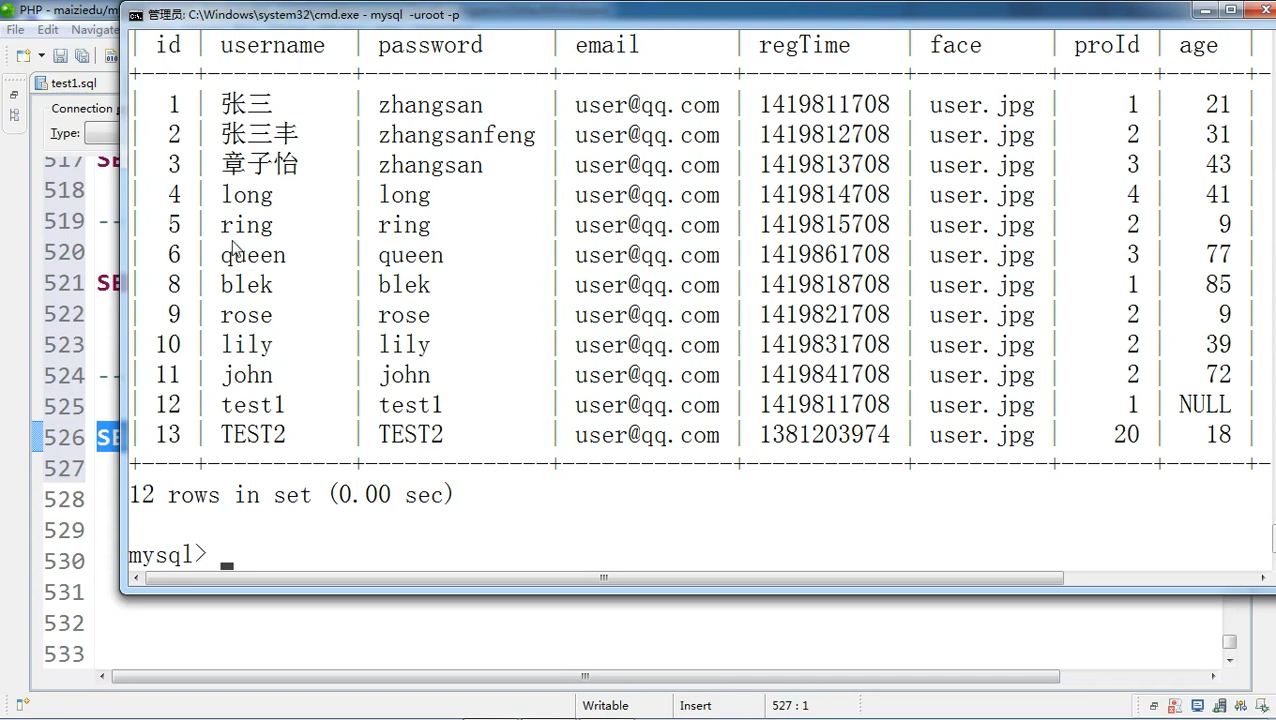 PHP - maiziedu/m
管理员: C:\Windows\system32\cmd.exe - mysql -uroot -p
File Edit Navigate
test1.sql
Connection
Type:
| id | username | password | email | regTime | face | proId | age |
| 1 | 张三 | zhangsan | user@qq.com | 1419811708 | user.jpg | 1 | 21 |
| 2 | 张三丰 | zhangsanfeng | user@qq.com | 1419812708 | user.jpg | 2 | 31 |
| 3 | 章子怡 | zhangsan | user@qq.com | 1419813708 | user.jpg | 3 | 43 |
| 4 | long | long | user@qq.com | 1419814708 | user.jpg | 4 | 41 |
| 5 | ring | ring | user@qq.com | 1419815708 | user.jpg | 2 | 9 |
| 6 | queen | queen | user@qq.com | 1419861708 | user.jpg | 3 | 77 |
| 8 | blek | blek | user@qq.com | 1419818708 | user.jpg | 1 | 85 |
| 9 | rose | rose | user@qq.com | 1419821708 | user.jpg | 2 | 9 |
| 10 | lily | lily | user@qq.com | 1419831708 | user.jpg | 2 | 39 |
| 11 | john | john | user@qq.com | 1419841708 | user.jpg | 2 | 72 |
| 12 | test1 | test1 | user@qq.com | 1419811708 | user.jpg | 1 | NULL |
| 13 | TEST2 | TEST2 | user@qq.com | 1381203974 | user.jpg | 20 | 18 |
12 rows in set (0.00 sec)
mysql>
517 SE
518
519 --
520
521 SE
522
523
524 --
525
526 SE
527
528
529
530
531
532
533
Writable Insert 527 : 1